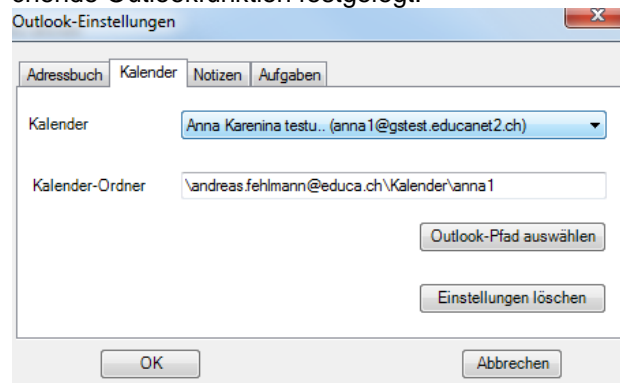 Outlook-Einstellungen
Adressbuch Kalender Notizen Aufgaben
Kalender Anna Karenina testu.. (anna1@gstest.educanet2.ch)
Kalender-Ordner \andreas.fehlmann@educa.ch\Kalender\anna1
Outlook-Pfad auswählen
Einstellungen löschen
OK Abbrechen